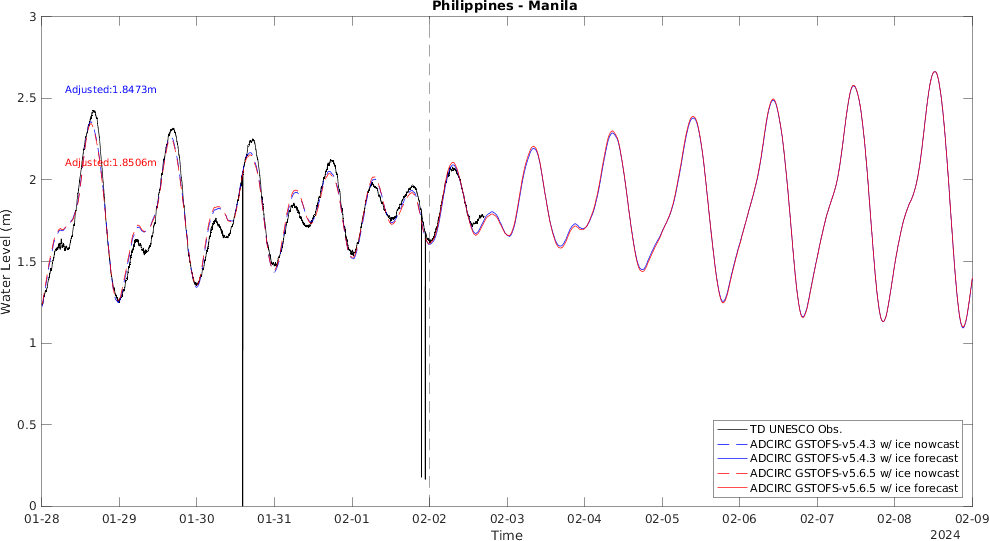 Philippines - Manila
3
2.5
2
1.5
1
0.5
0
Water Level (m)
Adjusted:1.8473m
Adjusted:1.8506m
TD UNESCO Obs.
ADCIRC GSTOFS-v5.4.3 w/ ice nowcast
ADCIRC GSTOFS-v5.4.3 w/ ice forecast
ADCIRC GSTOFS-v5.6.5 w/ ice nowcast
ADCIRC GSTOFS-v5.6.5 w/ ice forecast
01-28 01-29 01-30 01-31 02-01 02-02 02-03 02-04 02-05 02-06 02-07 02-08 02-09
Time
2024